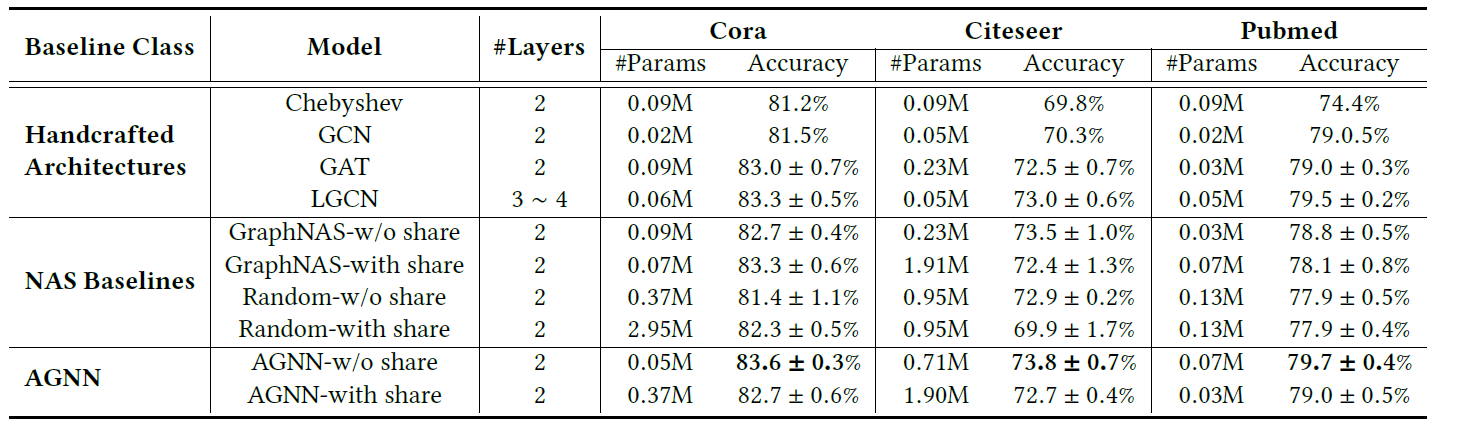 Baseline Class Model #Layers Cora Citeseer Pubmed
#Params Accuracy #Params Accuracy #Params Accuracy
Handcrafted Architectures
Chebyshev 2 0.09M 81.2% 0.09M 69.8% 0.09M 74.4%
GCN 2 0.02M 81.5% 0.05M 70.3% 0.02M 79.0.5%
GAT 2 0.09M 83.0 ± 0.7% 0.23M 72.5 ± 0.7% 0.03M 79.0 ± 0.3%
LGCN 3 ~ 4 0.06M 83.3 ± 0.5% 0.05M 73.0 ± 0.6% 0.05M 79.5 ± 0.2%
NAS Baselines
GraphNAS-w/o share 2 0.09M 82.7 ± 0.4% 0.23M 73.5 ± 1.0% 0.03M 78.8 ± 0.5%
GraphNAS-with share 2 0.07M 83.3 ± 0.6% 1.91M 72.4 ± 1.3% 0.07M 78.1 ± 0.8%
Random-w/o share 2 0.37M 81.4 ± 1.1% 0.95M 72.9 ± 0.2% 0.13M 77.9 ± 0.5%
Random-with share 2 2.95M 82.3 ± 0.5% 0.95M 69.9 ± 1.7% 0.13M 77.9 ± 0.4%
AGNN
AGNN-w/o share 2 0.05M 83.6 ± 0.3% 0.71M 73.8 ± 0.7% 0.07M 79.7 ± 0.4%
AGNN-with share 2 0.37M 82.7 ± 0.6% 1.90M 72.7 ± 0.4% 0.03M 79.0 ± 0.5%